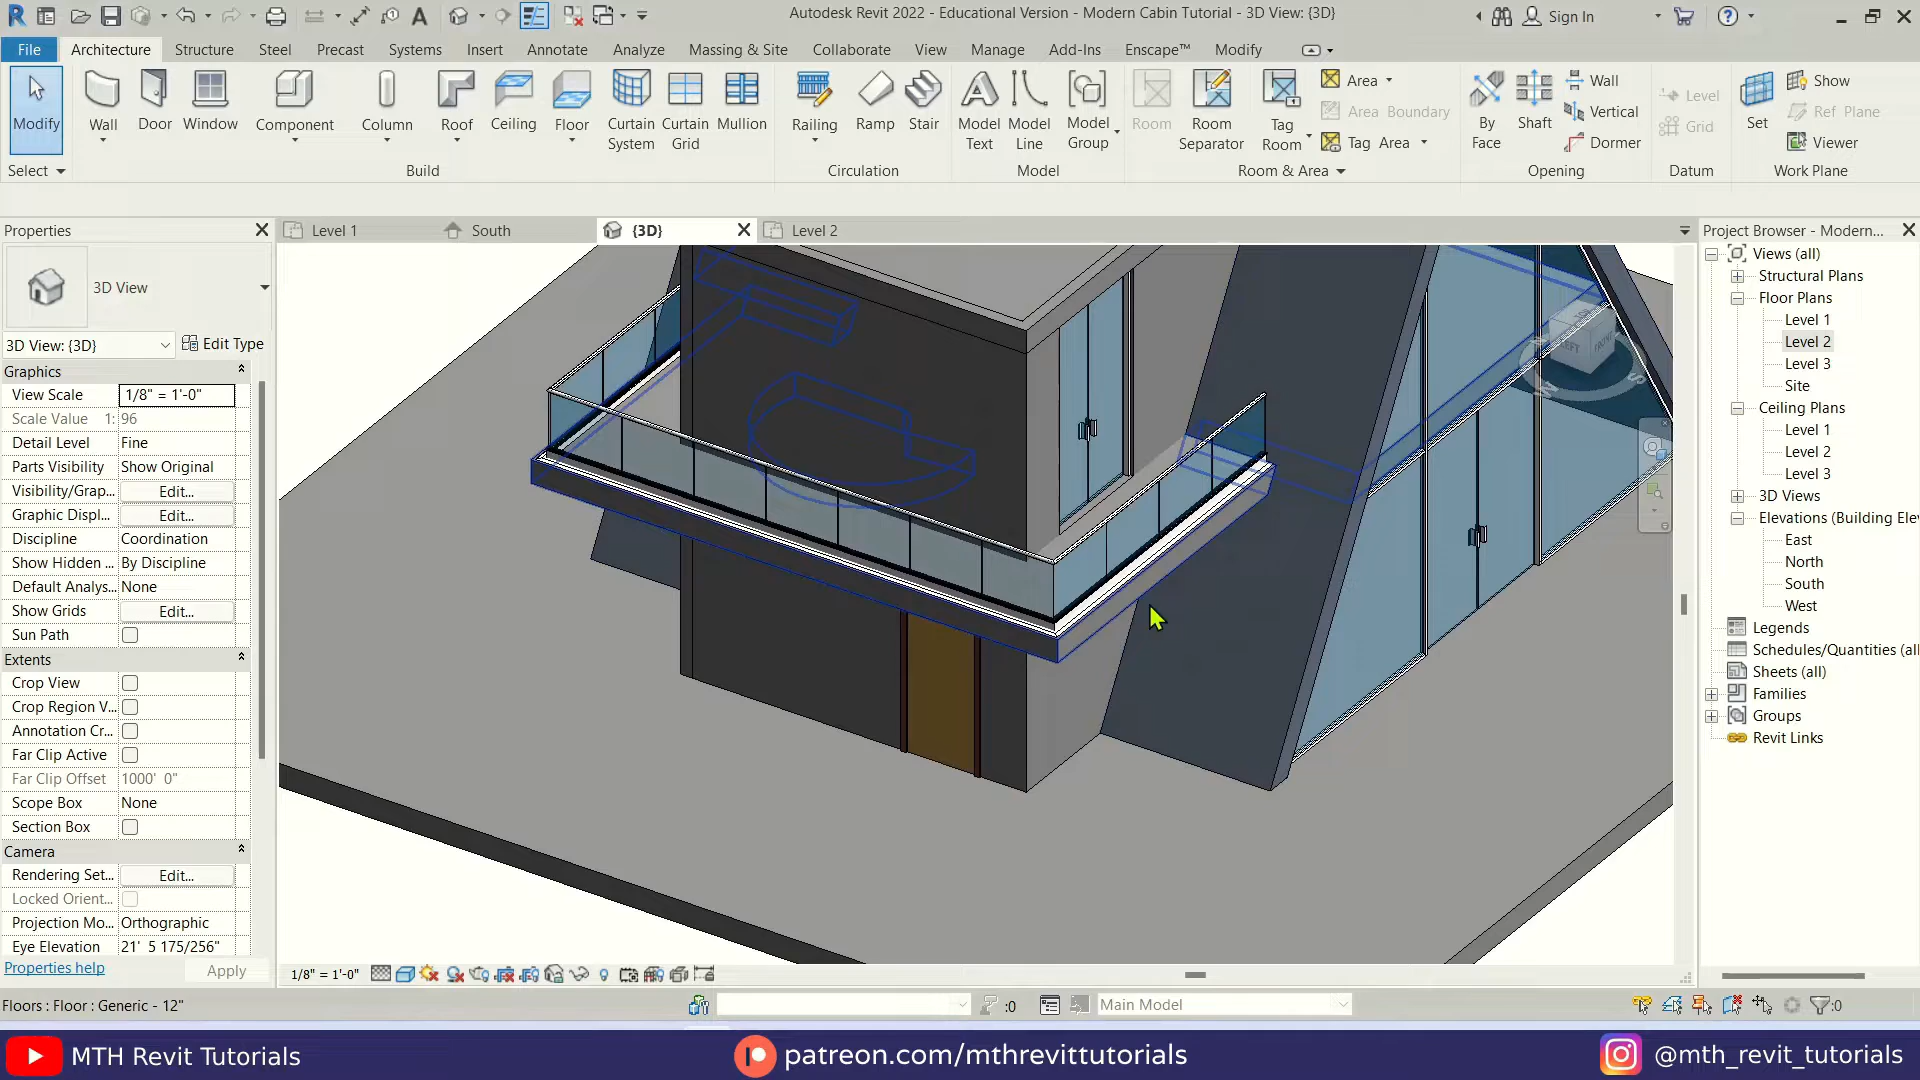 Autodesk Revit 2022 - Educational Version - Modern Cabin Tutorial - 3D View: {3D}
Sign In
File Architecture Structure Steel Precast Systems Insert Annotate Analyze Massing & Site Collaborate View Manage Add-Ins Enscape™ Modify
Modify Wall Door Window Component Column Roof Ceiling Floor Curtain System Curtain Grid Mullion Railing Ramp Stair Model Text Model Line Model Group Room Room Separator Tag Room Area Area Boundary Tag Area By Face Shaft Wall Vertical Dormer Level Grid Set Show Ref Plane Viewer
Select Build Circulation Model Room & Area Opening Datum Work Plane
Properties
Level 1 South {3D} Level 2
Project Browser - Modern...
3D View
3D View: {3D} Edit Type
Graphics
View Scale 1/8" = 1'-0"
Scale Value 1: 96
Detail Level Fine
Parts Visibility Show Original
Visibility/Grap... Edit...
Graphic Displ... Edit...
Discipline Coordination
Show Hidden ... By Discipline
Default Analys... None
Show Grids Edit...
Sun Path
Extents
Crop View
Crop Region V...
Annotation Cr...
Far Clip Active
Far Clip Offset 1000' 0"
Scope Box None
Section Box
Camera
Rendering Set... Edit...
Locked Orient...
Projection Mo... Orthographic
Eye Elevation 21' 5 175/256"
Properties help Apply
Views (all)
Structural Plans
Floor Plans
Level 1
Level 2
Level 3
Site
Ceiling Plans
Level 1
Level 2
Level 3
3D Views
Elevations (Building Elev
East
North
South
West
Legends
Schedules/Quantities (all
Sheets (all)
Families
Groups
Revit Links
1/8" = 1'-0"
Floors : Floor : Generic - 12" :0 Main Model :0
MTH Revit Tutorials patreon.com/mthrevittutorials @mth_revit_tutorials